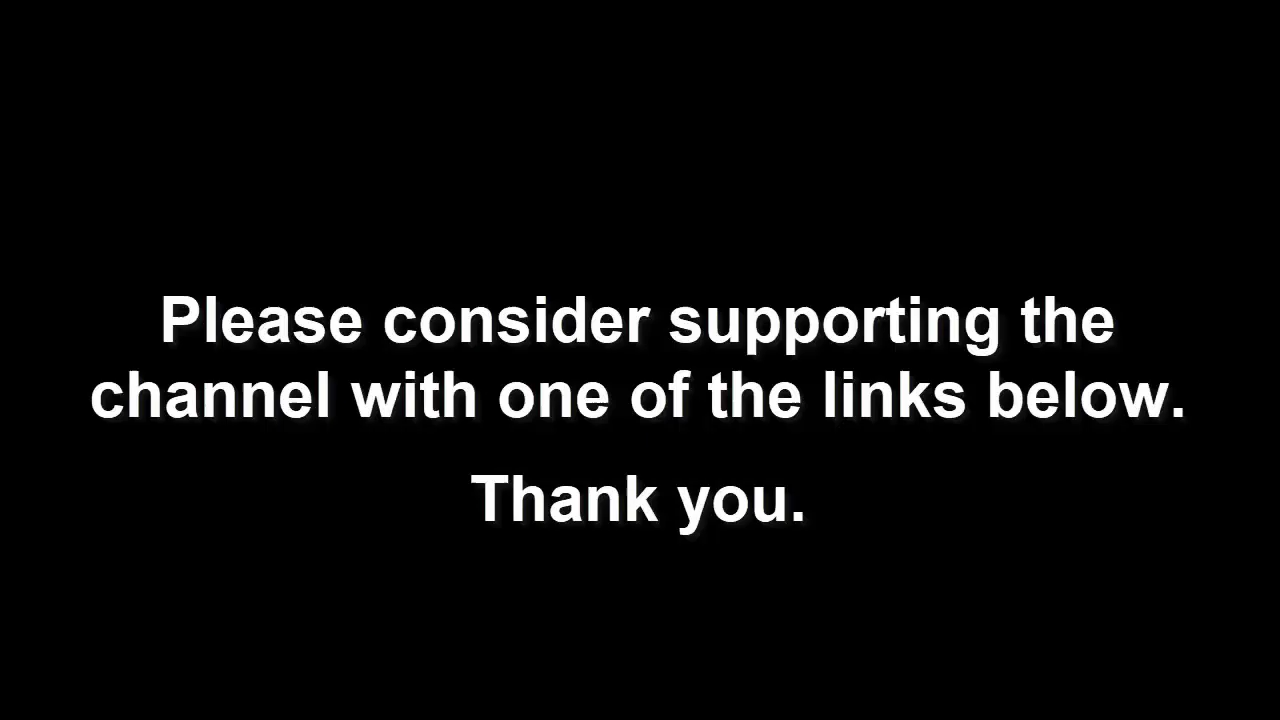 Please consider supporting the
channel with one of the links below.
Thank you.